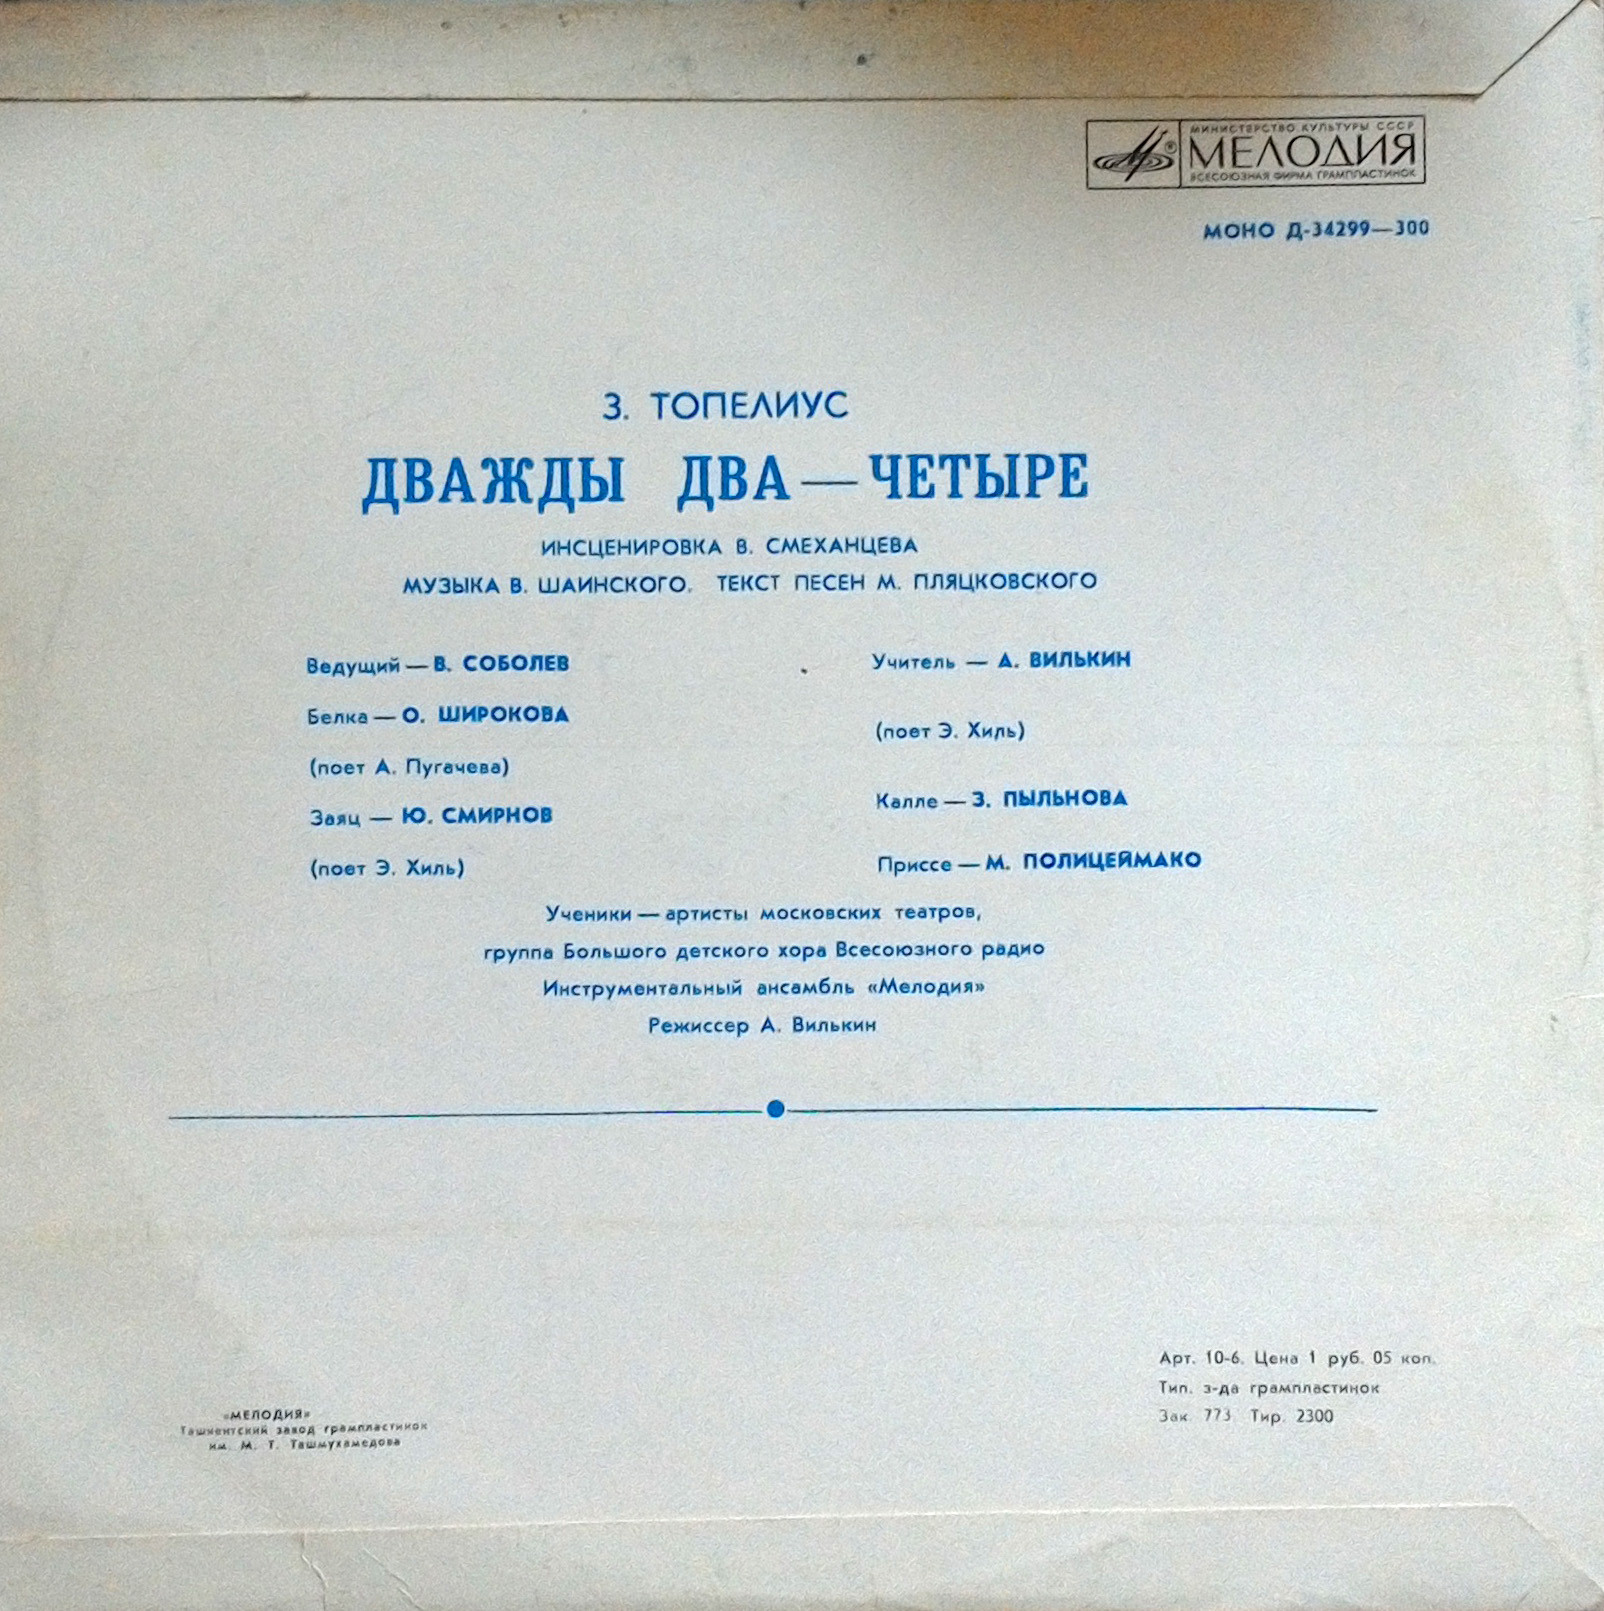 МИНИСТЕРСТВО КУЛЬТУРЫ СССР
МЕЛОДИЯ
ВСЕСОЮЗНАЯ ФИРМА ГРАМПЛАСТИНОК
МОНО Д-34299—300
З. ТОПЕЛИУС
ДВАЖДЫ ДВА — ЧЕТЫРЕ
ИНСЦЕНИРОВКА В. СМЕХАНЦЕВА
МУЗЫКА В. ШАИНСКОГО. ТЕКСТ ПЕСЕН М. ПЛЯЦКОВСКОГО
Ведущий — В. СОБОЛЕВ
Белка — О. ШИРОКОВА
(поет А. Пугачева)
Заяц — Ю. СМИРНОВ
(поет Э. Хиль)
Учитель — А. ВИЛЬКИН
(поет Э. Хиль)
Калле — З. ПЫЛЬНОВА
Приссе — М. ПОЛИЦЕЙМАКО
Ученики — артисты московских театров,
группа Большого детского хора Всесоюзного радио
Инструментальный ансамбль «Мелодия»
Режиссер А. Вилькин
Арт. 10-6. Цена 1 руб. 05 коп.
Тип. з-да грампластинок
Зак. 773 Тир. 2300
«МЕЛОДИЯ»
Ташкентский завод грампластинок
им. М. Т. Ташмухамедова